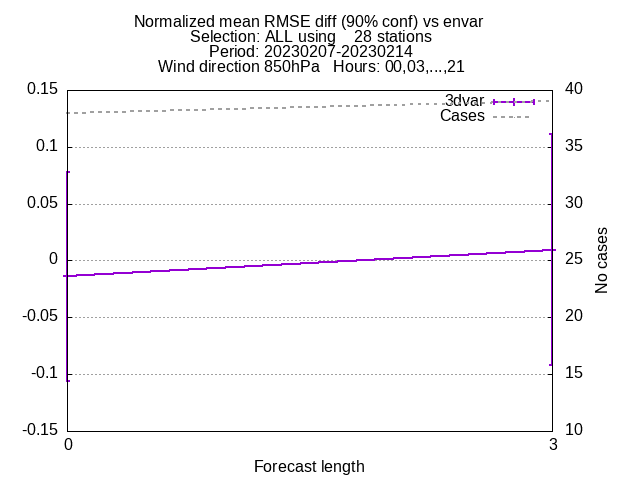 Normalized mean RMSE diff (90% conf) vs envar
Selection: ALL using    28 stations
Period: 20230207-20230214
Wind direction 850hPa   Hours: 00,03,...,21
0.15
0.1
0.05
0
-0.05
-0.1
-0.15
40
35
30
25
20
15
10
3dvar
Cases
No cases
0
3
Forecast length